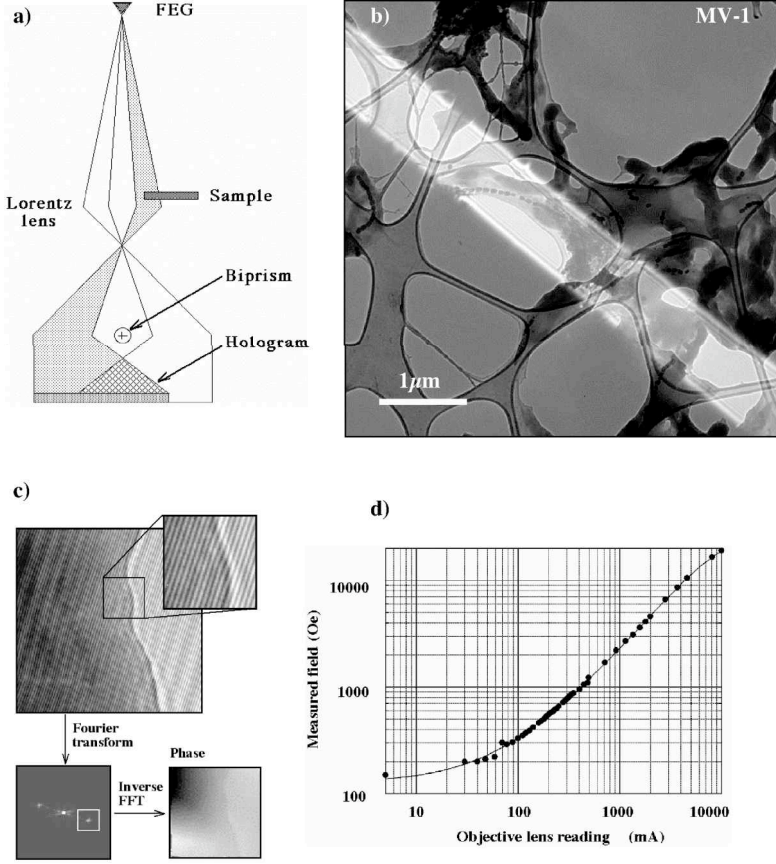 a)
FEG
Lorentz
lens
Sample
Biprism
Hologram
b)
MV-1
1μm
c)
Fourier
transform
Inverse
FFT
Phase
d)
Measured field (Oe)
10000
1000
100
10
100
1000
10000
Objective lens reading (mA)